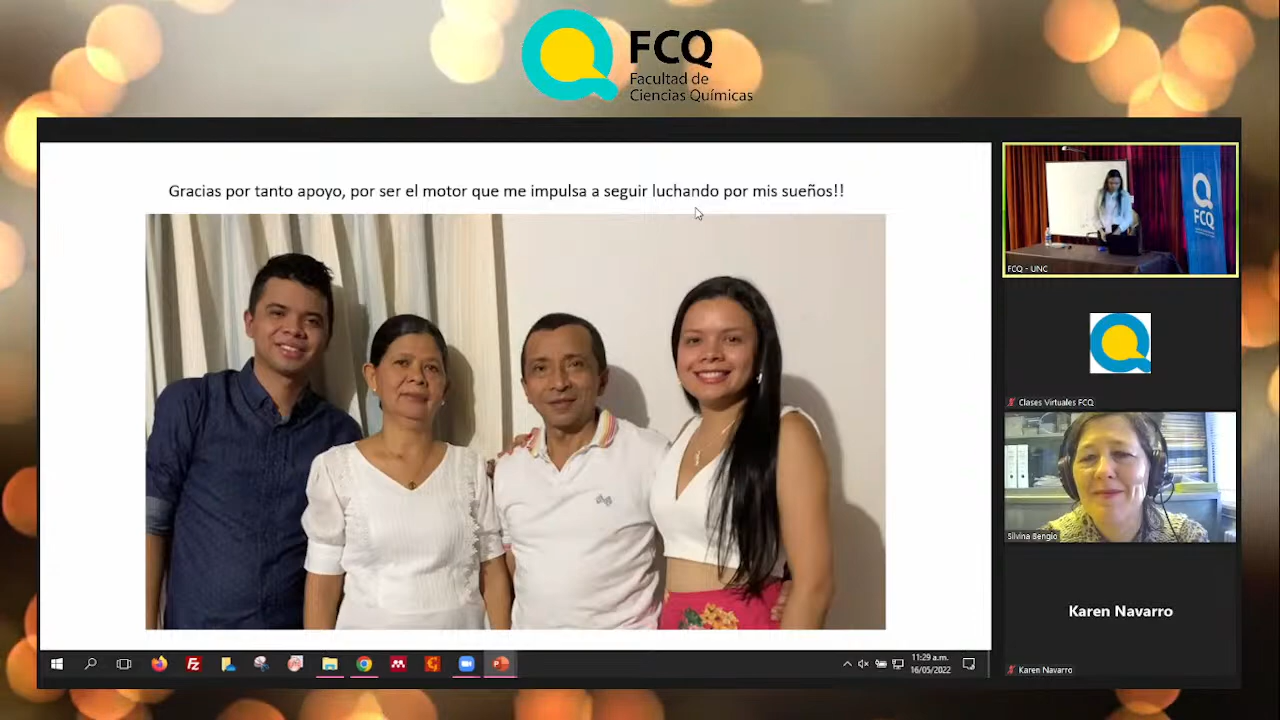 FCQ
Facultad de
Ciencias Químicas
Gracias por tanto apoyo, por ser el motor que me impulsa a seguir luchando por mis sueños!!
FCQ
FCQ - UNC
Clases Virtuales FCQ
Silvina Bengio
Karen Navarro
Karen Navarro
11:29 a.m.
16/05/2022